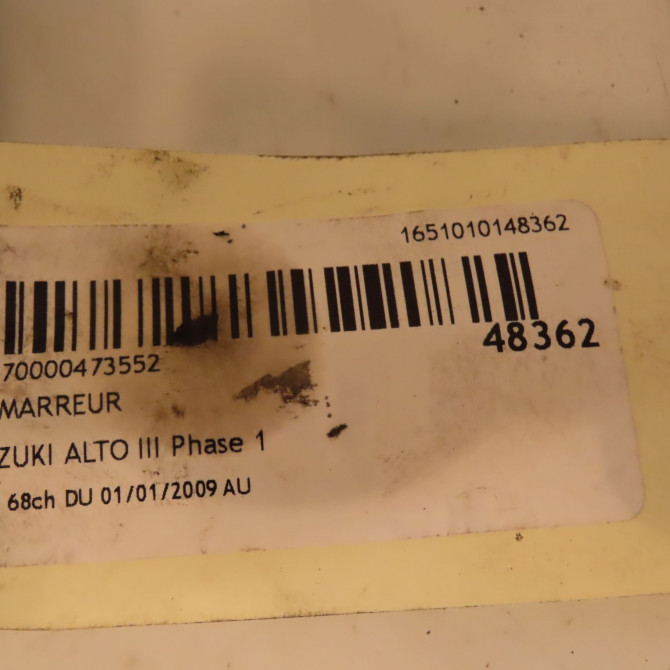 1651010148362
48362
70000473552
MARREUR
ZUKI ALTO III Phase 1
68ch DU 01/01/2009 AU